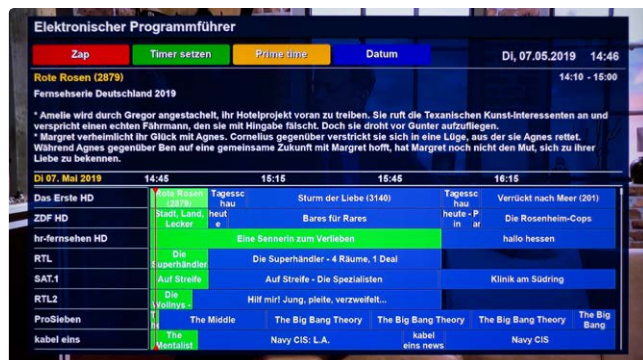 Elektronischer Programmführer
Zap Timer setzen Prime time Datum Di, 07.05.2019 14:46
Rote Rosen (2879) 14:10 - 15:00
Fernsehserie Deutschland 2019
* Amelie wird durch Gregor angestachelt, ihr Hotelprojekt voran zu treiben. Sie ruft die Texanischen Kunst-Interessenten an und
verspricht einen echten Fährmann, den sie mit Hingabe fälscht. Doch sie droht vor Gunter aufzufliegen.
* Margret verheimlicht ihr Glück mit Agnes. Cornelius gegenüber verstrickt sie sich in eine Lüge, aus der sie Agnes rettet.
Während Agnes gegenüber Ben auf eine gemeinsame Zukunft mit Margret hofft, hat Margret noch nicht den Mut, sich zu ihrer
Liebe zu bekennen.
Di 07. Mai 2019 14:45 15:15 15:45 16:15
Das Erste HD Rote Rosen (2879) Tagessc hau Sturm der Liebe (3140) Tagessc hau Verrückt nach Meer (201)
ZDF HD Stadt, Land, Lecker heut e Bares für Rares heute - in P ar Die Rosenheim-Cops
hr-fernsehen HD Eine Sennerin zum Verlieben hallo hessen
RTL Die Superhändler Die Superhändler - 4 Räume, 1 Deal
SAT.1 Auf Streife Auf Streife - Die Spezialisten Klinik am Südring
RTL2 Die Wollnys - Hilf mir! Jung, pleite, verzweifelt...
ProSieben The Middle The Big Bang Theory The Big Bang Theory The Big Bang Theory The Big Bang
kabel eins The Mentalist Navy CIS: L.A. kabel eins news Navy CIS